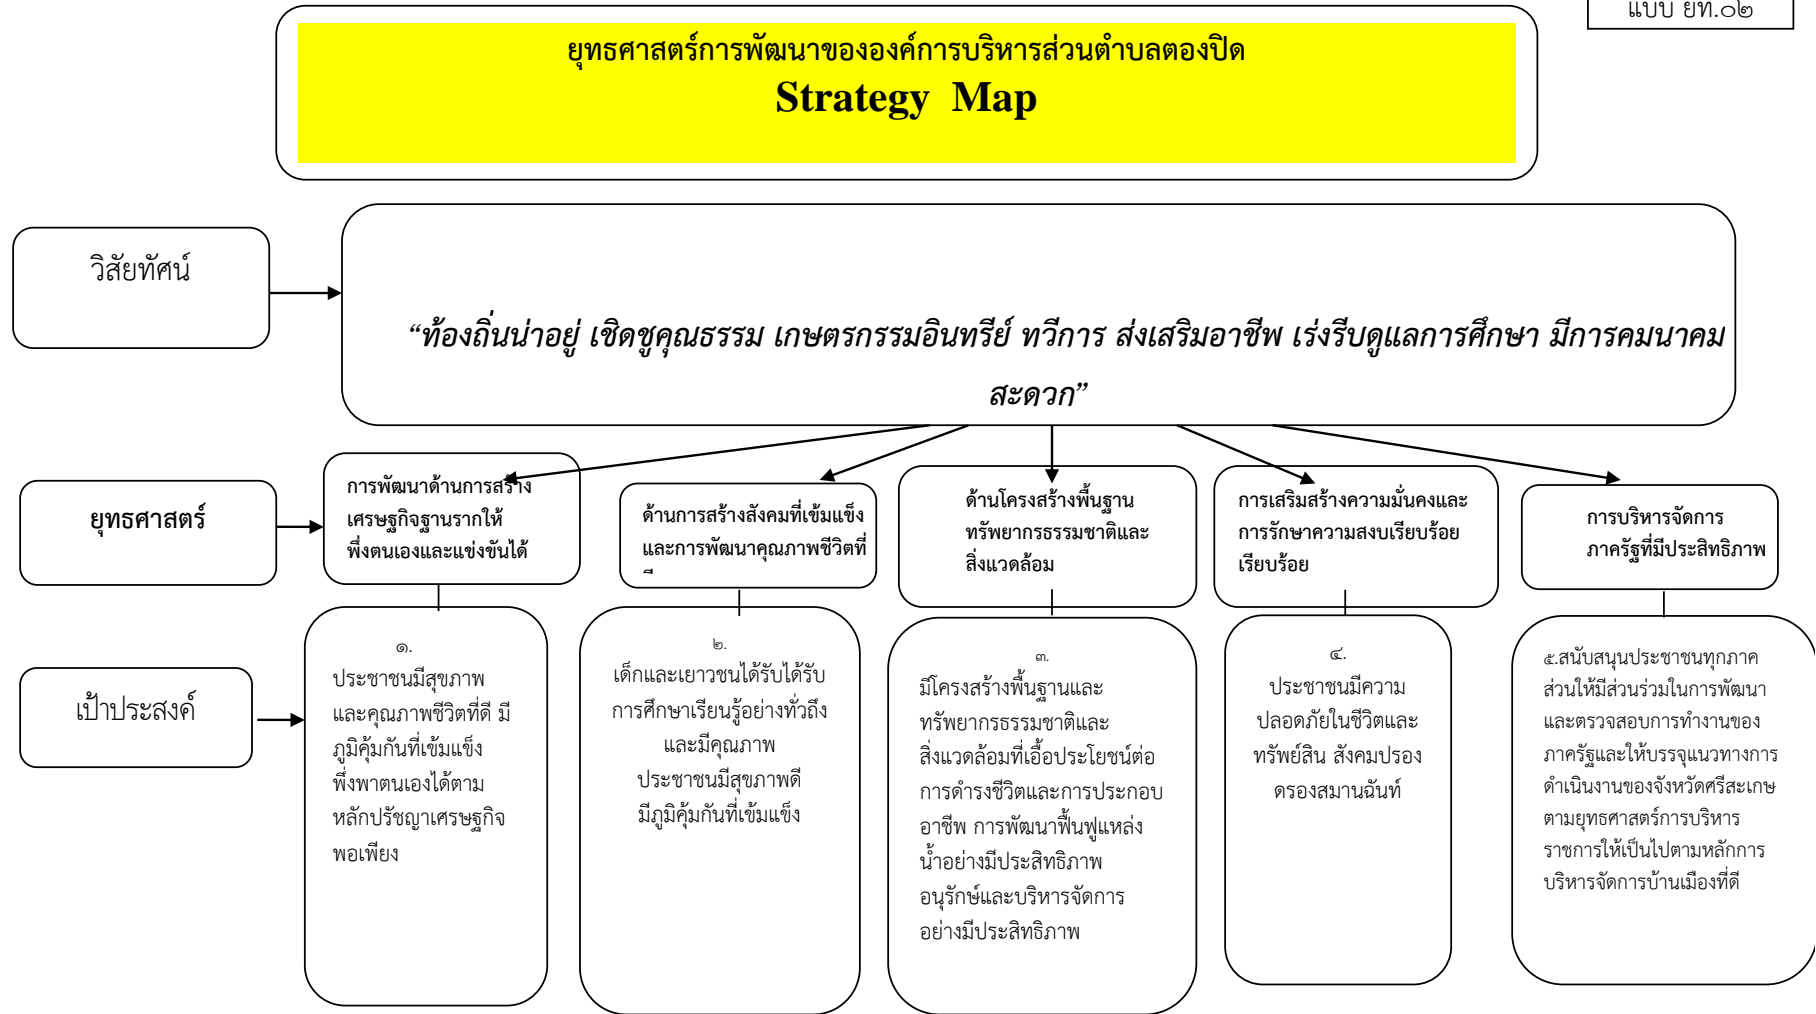 แบบ ยท.๐๒
ยุทธศาสตร์การพัฒนาขององค์การบริหารส่วนตำบลตองปิด
Strategy Map
วิสัยทัศน์
“ท้องถิ่นน่าอยู่ เชิดชูคุณธรรม เกษตรกรรมอินทรีย์ ทวีการ ส่งเสริมอาชีพ เร่งรีบดูแลการศึกษา มีการคมนาคม
สะดวก”
ยุทธศาสตร์
การพัฒนาด้านการสร้าง
เศรษฐกิจฐานรากให้
พึ่งตนเองและแข่งขันได้
ด้านการสร้างสังคมที่เข้มแข็ง
และการพัฒนาคุณภาพชีวิตที่
ด้านโครงสร้างพื้นฐาน
ทรัพยากรธรรมชาติและ
สิ่งแวดล้อม
การเสริมสร้างความมั่นคงและ
การรักษาความสงบเรียบร้อย
เรียบร้อย
การบริหารจัดการ
ภาครัฐที่มีประสิทธิภาพ
เป้าประสงค์
๑.
ประชาชนมีสุขภาพ
และคุณภาพชีวิตที่ดี มี
ภูมิคุ้มกันที่เข้มแข็ง
พึ่งพาตนเองได้ตาม
หลักปรัชญาเศรษฐกิจ
พอเพียง
๒.
เด็กและเยาวชนได้รับได้รับ
การศึกษาเรียนรู้อย่างทั่วถึง
และมีคุณภาพ
ประชาชนมีสุขภาพดี
มีภูมิคุ้มกันที่เข้มแข็ง
๓.
มีโครงสร้างพื้นฐานและ
ทรัพยากรธรรมชาติและ
สิ่งแวดล้อมที่เอื้อประโยชน์ต่อ
การดำรงชีวิตและการประกอบ
อาชีพ การพัฒนาฟื้นฟูแหล่ง
น้ำอย่างมีประสิทธิภาพ
อนุรักษ์และบริหารจัดการ
อย่างมีประสิทธิภาพ
๔.
ประชาชนมีความ
ปลอดภัยในชีวิตและ
ทรัพย์สิน สังคมปรอง
ดรองสมานฉันท์
๕.สนับสนุนประชาชนทุกภาค
ส่วนให้มีส่วนร่วมในการพัฒนา
และตรวจสอบการทำงานของ
ภาครัฐและให้บรรจุแนวทางการ
ดำเนินงานของจังหวัดศรีสะเกษ
ตามยุทธศาสตร์การบริหาร
ราชการให้เป็นไปตามหลักการ
บริหารจัดการบ้านเมืองที่ดี